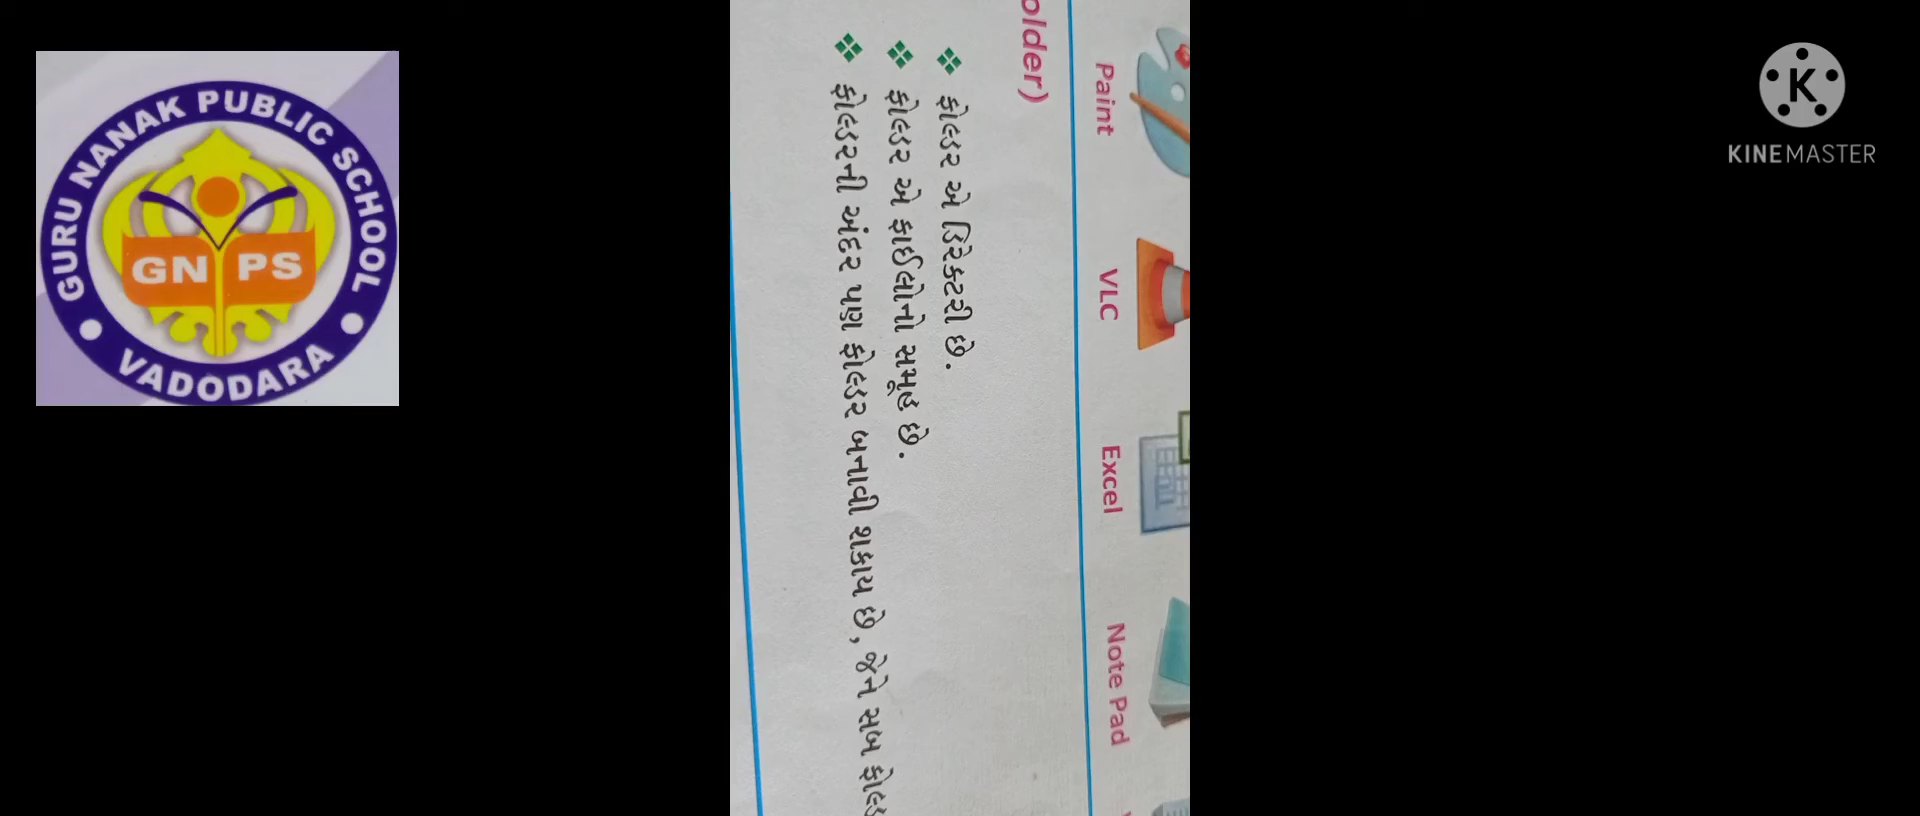 GURU NANAK PUBLIC SCHOOL
GN PS
VADODARA
Paint VLC Excel Note Pad
older)
ફોલ્ડર એ ડિરેક્ટરી છે.
ફોલ્ડર એ ફાઈલોનો સમૂહ છે.
ફોલ્ડરની અંદર પણ ફોલ્ડર બનાવી શકાય છે, જેને સબ ફોલ્ડ
K
KINEMASTER